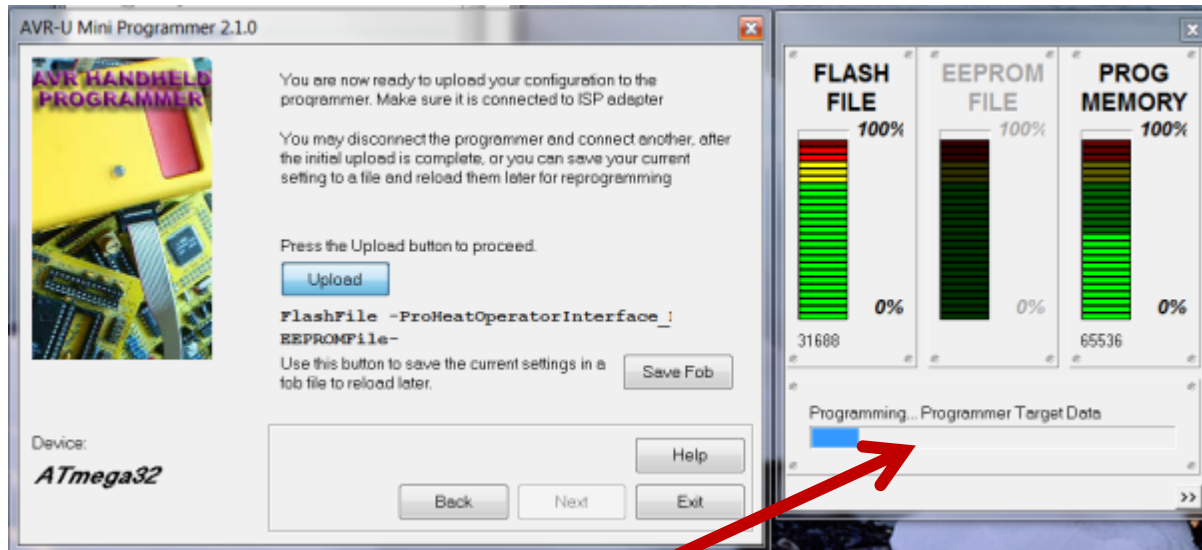 AVR-U Mini Programmer 2.1.0
AVR HANDHELD
PROGRAMMER
You are now ready to upload your configuration to the
programmer. Make sure it is connected to ISP adapter
You may disconnect the programmer and connect another, after
the initial upload is complete, or you can save your current
setting to a file and reload them later for reprogramming
Press the Upload button to proceed.
Upload
FlashFile -ProHeatOperatorInterface_
EEPROMFile-
Use this button to save the current settings in a
fob file to reload later.
Save Fob
Device:
ATmega32
Help
Back
Next
Exit
FLASH
FILE
100%
0%
31688
EEPROM
FILE
100%
0%
PROG
MEMORY
100%
0%
65536
Programming... Programmer Target Data
>>